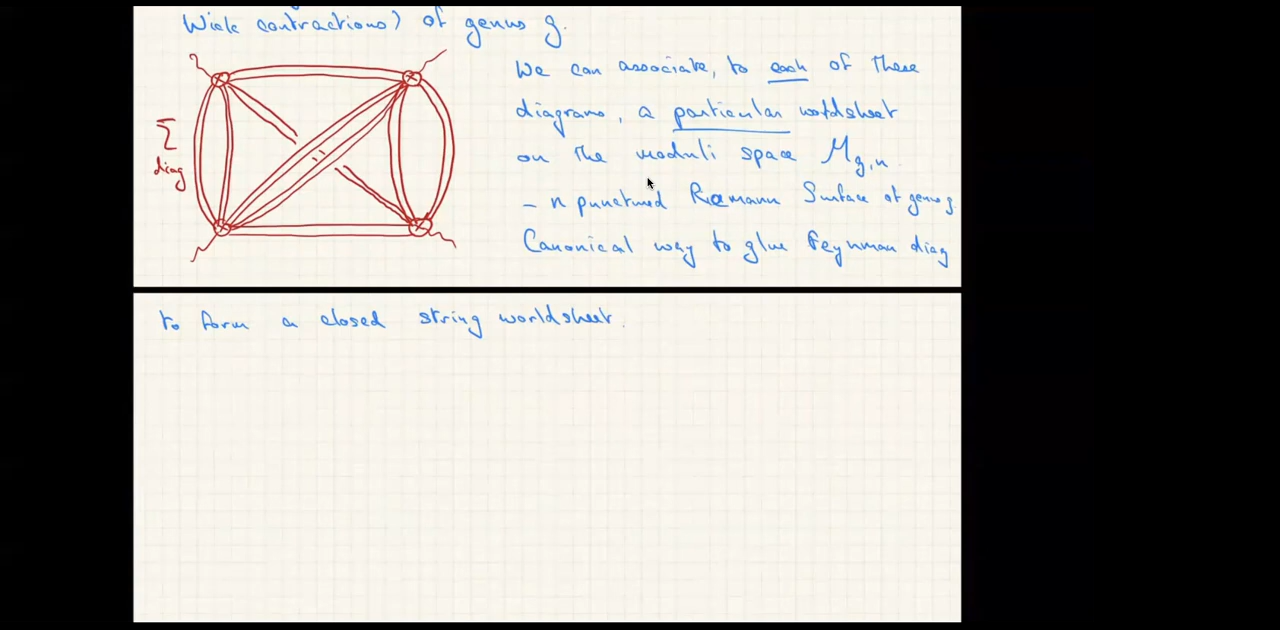 Wick contractions) of genus g.
We can associate, to each of these
diagrams, a particular worldsheet
on the moduli space M_{g,n}
- n punctured Riemann Surface of genus g.
Canonical way to glue Feynman diag
Σ
diag
to form a closed string worldsheet.